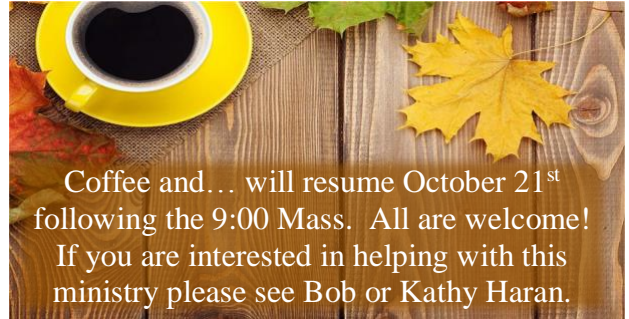 Coffee and… will resume October 21st
following the 9:00 Mass.  All are welcome!
If you are interested in helping with this
ministry please see Bob or Kathy Haran.